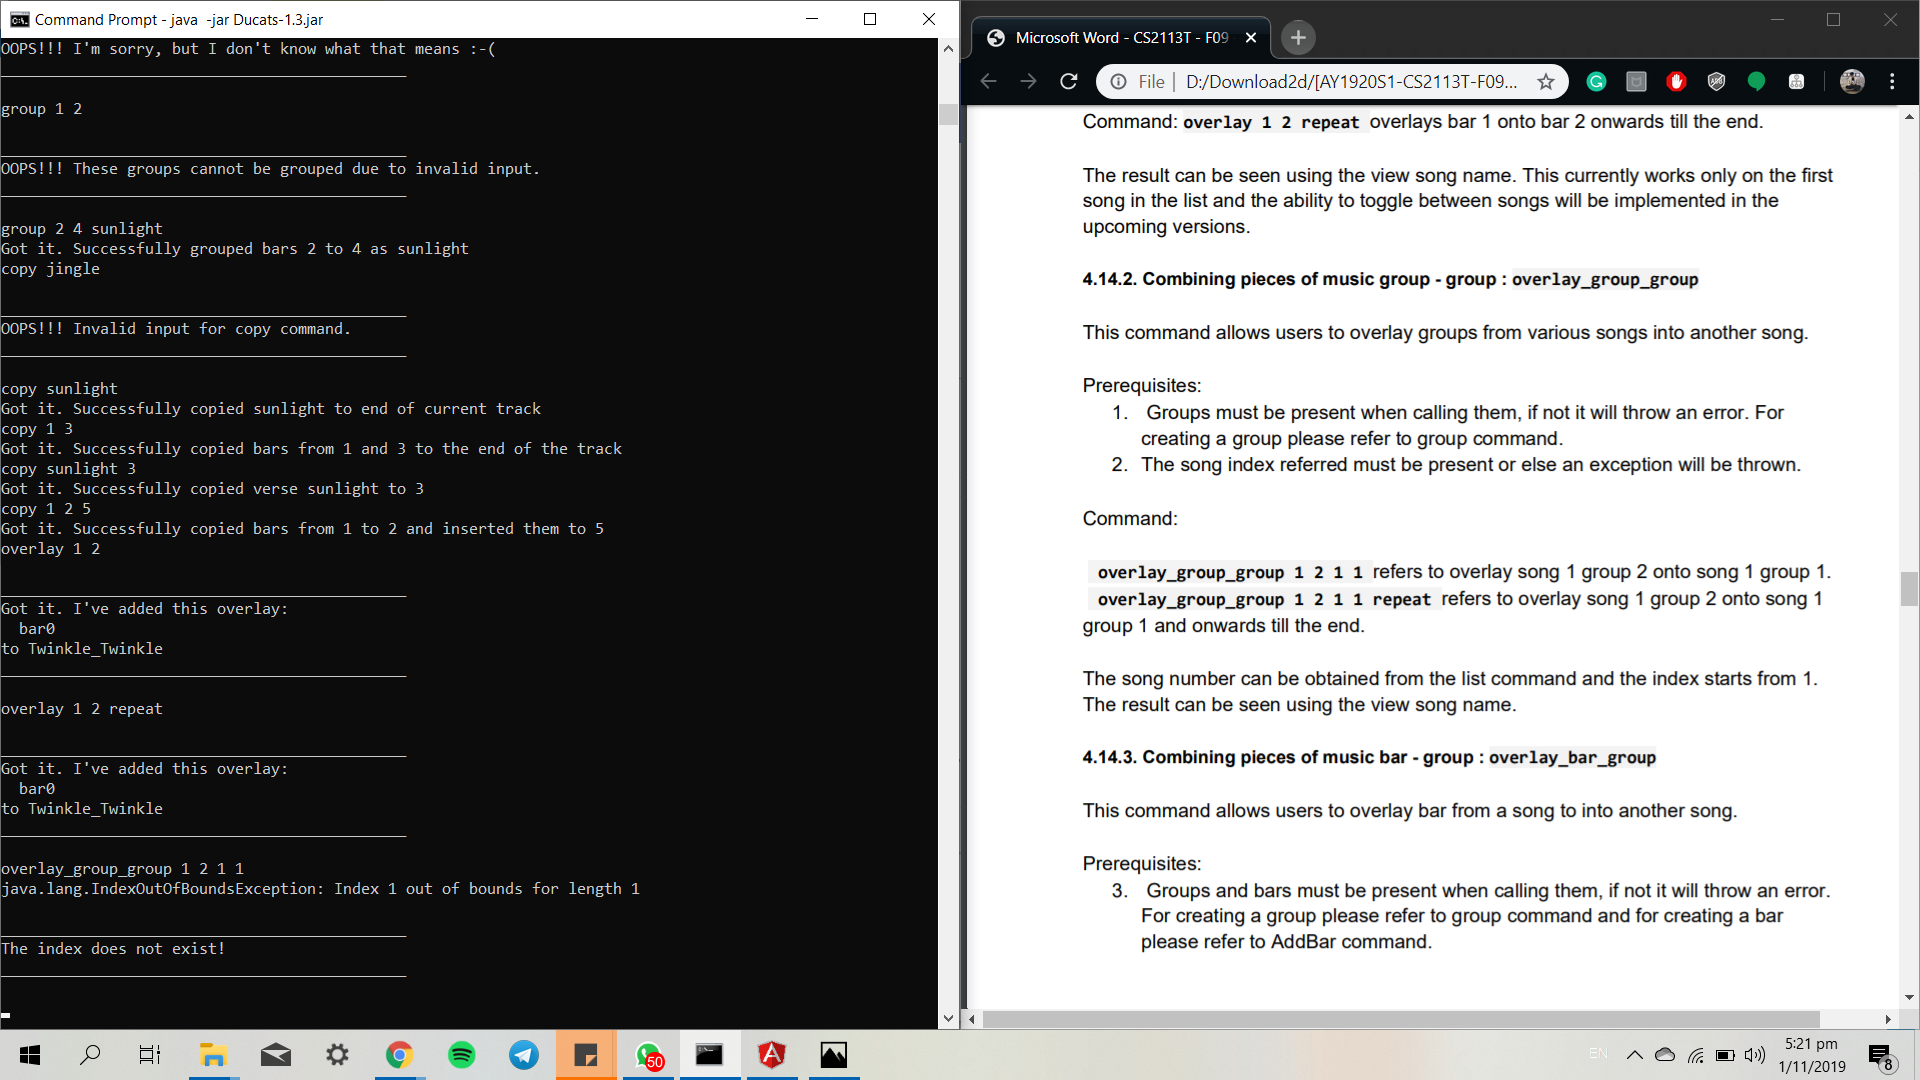 Command Prompt - java  -jar Ducats-1.3.jar
OOPS!!! I'm sorry, but I don't know what that means :-(
group 1 2
OOPS!!! These groups cannot be grouped due to invalid input.
group 2 4 sunlight
Got it. Successfully grouped bars 2 to 4 as sunlight
copy jingle
OOPS!!! Invalid input for copy command.
copy sunlight
Got it. Successfully copied sunlight to end of current track
copy 1 3
Got it. Successfully copied bars from 1 and 3 to the end of the track
copy sunlight 3
Got it. Successfully copied verse sunlight to 3
copy 1 2 5
Got it. Successfully copied bars from 1 to 2 and inserted them to 5
overlay 1 2
Got it. I've added this overlay:
bar0
to Twinkle_Twinkle
overlay 1 2 repeat
Got it. I've added this overlay:
bar0
to Twinkle_Twinkle
overlay_group_group 1 2 1 1
java.lang.IndexOutOfBoundsException: Index 1 out of bounds for length 1
The index does not exist!
Microsoft Word - CS2113T - F09
File | D:/Download2d/[AY1920S1-CS2113T-F09...
Command: overlay 1 2 repeat overlays bar 1 onto bar 2 onwards till the end.
The result can be seen using the view song name. This currently works only on the first
song in the list and the ability to toggle between songs will be implemented in the
upcoming versions.
4.14.2. Combining pieces of music group - group : overlay_group_group
This command allows users to overlay groups from various songs into another song.
Prerequisites:
1. Groups must be present when calling them, if not it will throw an error. For
creating a group please refer to group command.
2. The song index referred must be present or else an exception will be thrown.
Command:
overlay_group_group 1 2 1 1 refers to overlay song 1 group 2 onto song 1 group 1.
overlay_group_group 1 2 1 1 repeat refers to overlay song 1 group 2 onto song 1
group 1 and onwards till the end.
The song number can be obtained from the list command and the index starts from 1.
The result can be seen using the view song name.
4.14.3. Combining pieces of music bar - group : overlay_bar_group
This command allows users to overlay bar from a song to into another song.
Prerequisites:
3. Groups and bars must be present when calling them, if not it will throw an error.
For creating a group please refer to group command and for creating a bar
please refer to AddBar command.
50
EN
5:21 pm
1/11/2019
8